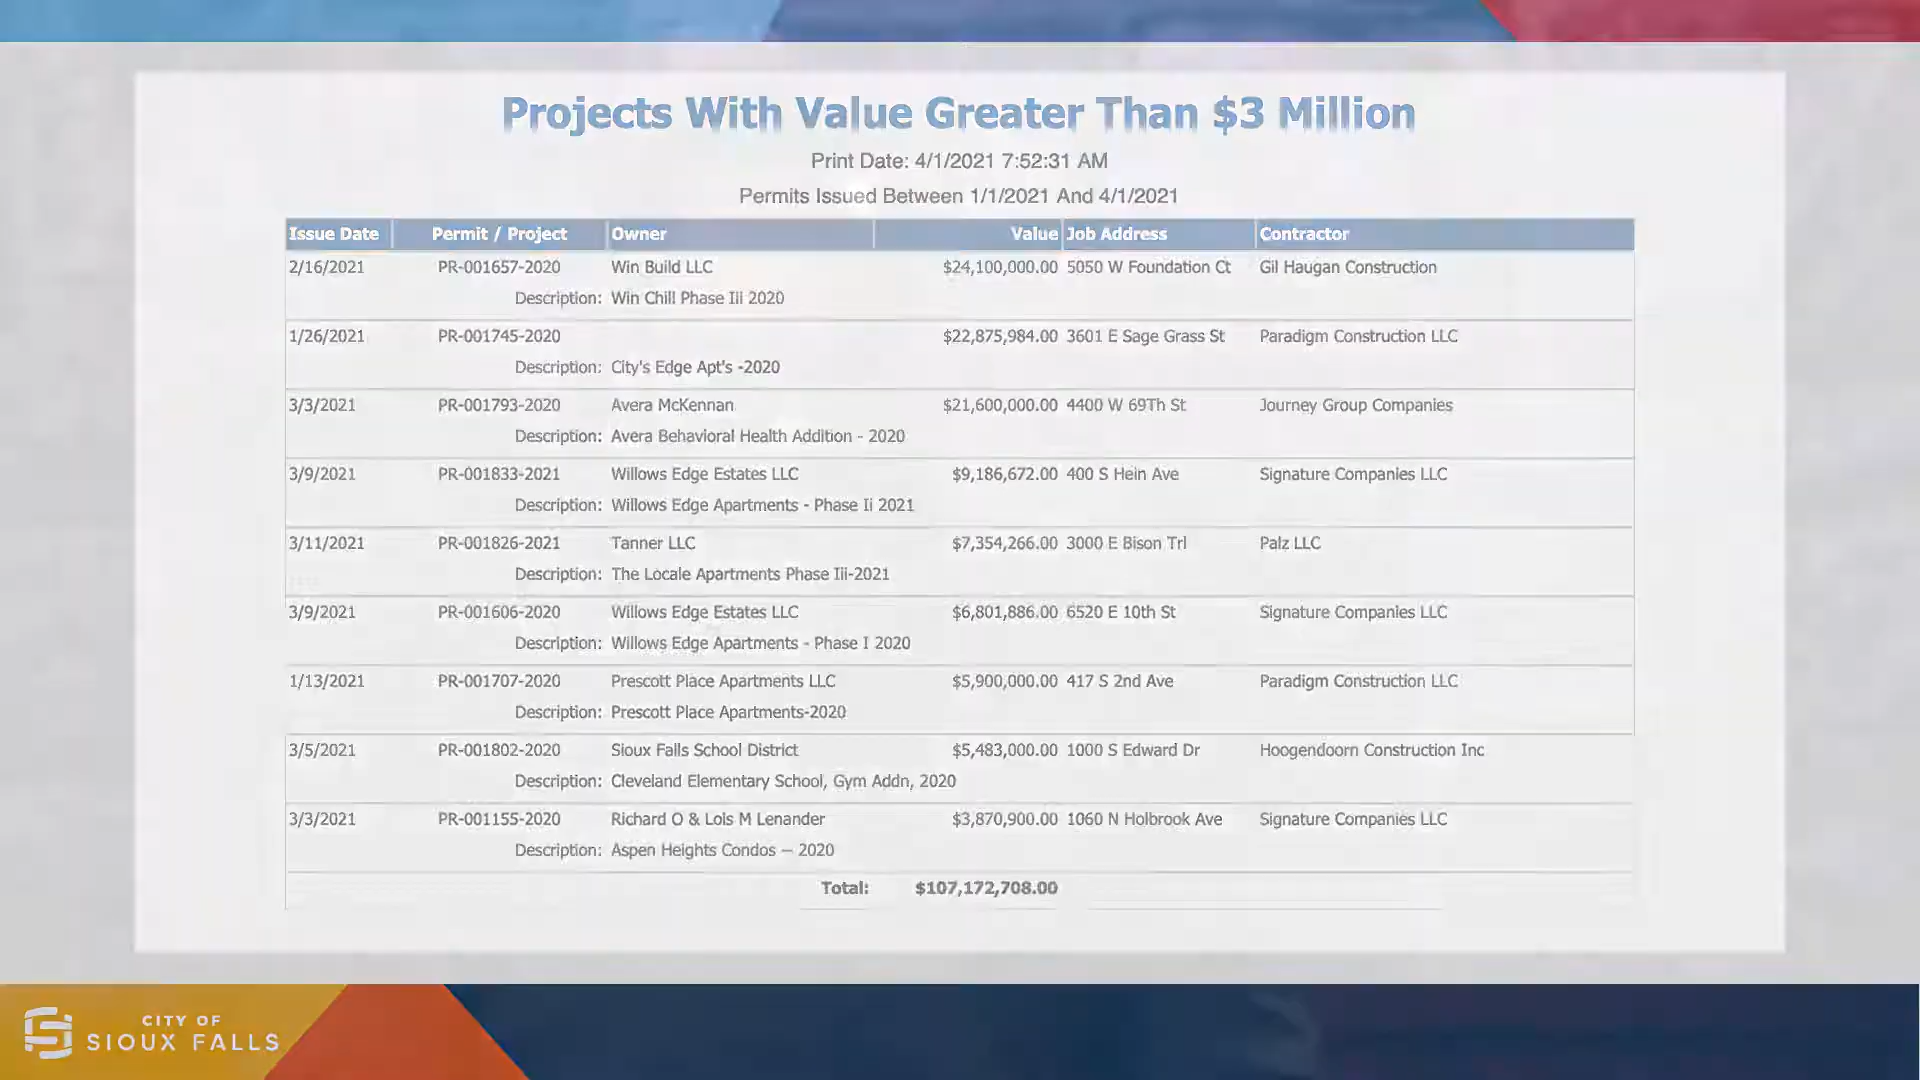 Projects With Value Greater Than $3 Million
Print Date: 4/1/2021 7:52:31 AM
Permits Issued Between 1/1/2021 And 4/1/2021
Issue Date Permit / Project Owner Value Job Address Contractor
2/16/2021 PR-001657-2020 Win Build LLC $24,100,000.00 5050 W Foundation Ct Gil Haugan Construction
Description: Win Chill Phase Iii 2020
1/26/2021 PR-001745-2020 $22,875,984.00 3601 E Sage Grass St Paradigm Construction LLC
Description: City's Edge Apt's -2020
3/3/2021 PR-001793-2020 Avera McKennan $21,600,000.00 4400 W 69Th St Journey Group Companies
Description: Avera Behavioral Health Addition - 2020
3/9/2021 PR-001833-2021 Willows Edge Estates LLC $9,186,672.00 400 S Hein Ave Signature Companies LLC
Description: Willows Edge Apartments - Phase Ii 2021
3/11/2021 PR-001826-2021 Tanner LLC $7,354,266.00 3000 E Bison Trl Palz LLC
Description: The Locale Apartments Phase Iii-2021
3/9/2021 PR-001606-2020 Willows Edge Estates LLC $6,801,886.00 6520 E 10th St Signature Companies LLC
Description: Willows Edge Apartments - Phase I 2020
1/13/2021 PR-001707-2020 Prescott Place Apartments LLC $5,900,000.00 417 S 2nd Ave Paradigm Construction LLC
Description: Prescott Place Apartments-2020
3/5/2021 PR-001802-2020 Sioux Falls School District $5,483,000.00 1000 S Edward Dr Hoogendoorn Construction Inc
Description: Cleveland Elementary School, Gym Addn, 2020
3/3/2021 PR-001155-2020 Richard O & Lois M Lenander $3,870,900.00 1060 N Holbrook Ave Signature Companies LLC
Description: Aspen Heights Condos – 2020
Total: $107,172,708.00
CITY OF
SIOUX FALLS